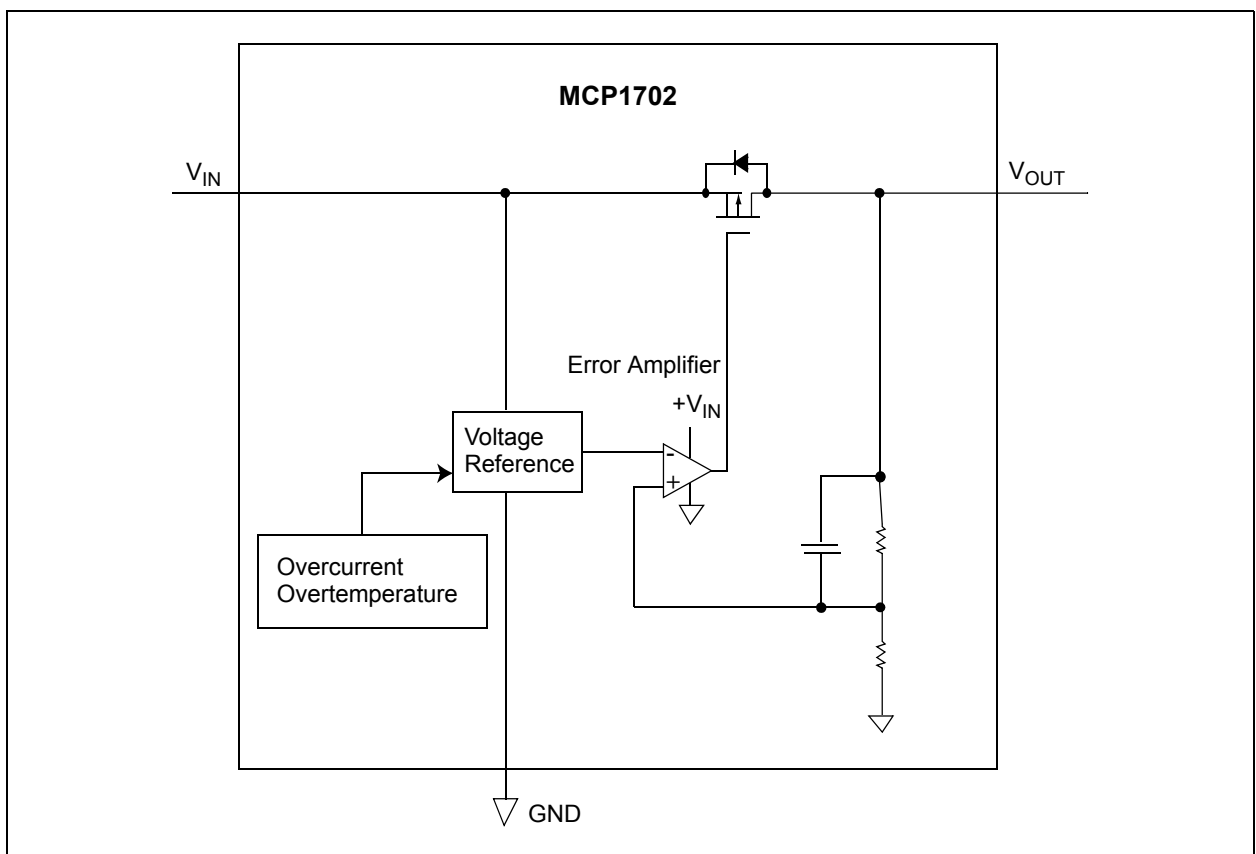 MCP1702
VIN
VOUT
Error Amplifier
+VIN
Voltage
Reference
-
+
Overcurrent
Overtemperature
GND